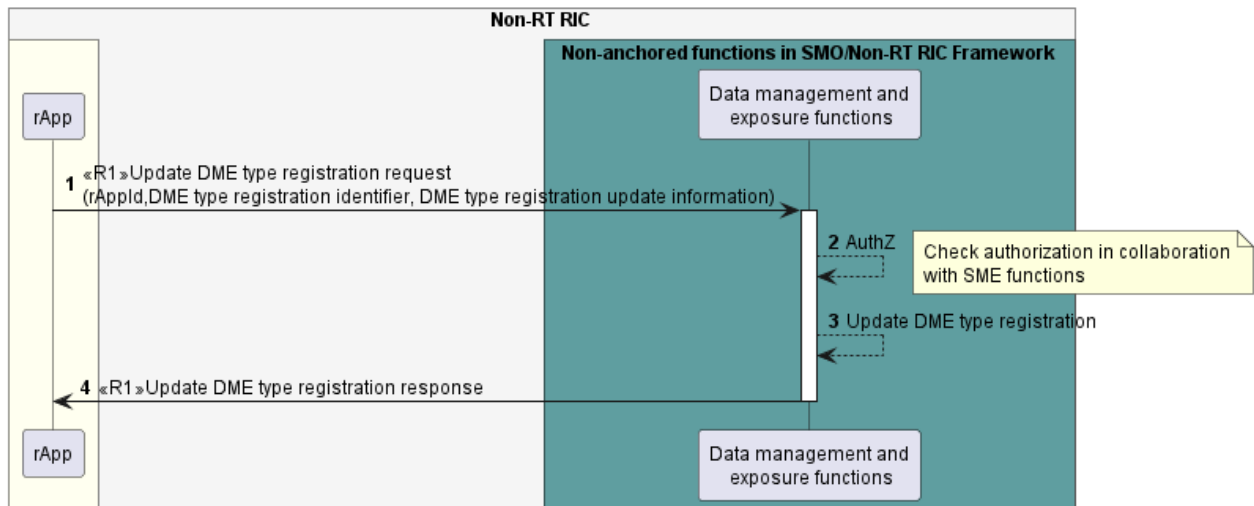 Non-RT RIC
Non-anchored functions in SMO/Non-RT RIC Framework
rApp
Data management and
exposure functions
1 «R1»Update DME type registration request
(rAppId,DME type registration identifier, DME type registration update information)
2 AuthZ
Check authorization in collaboration
with SME functions
3 Update DME type registration
4 «R1»Update DME type registration response
rApp
Data management and
exposure functions